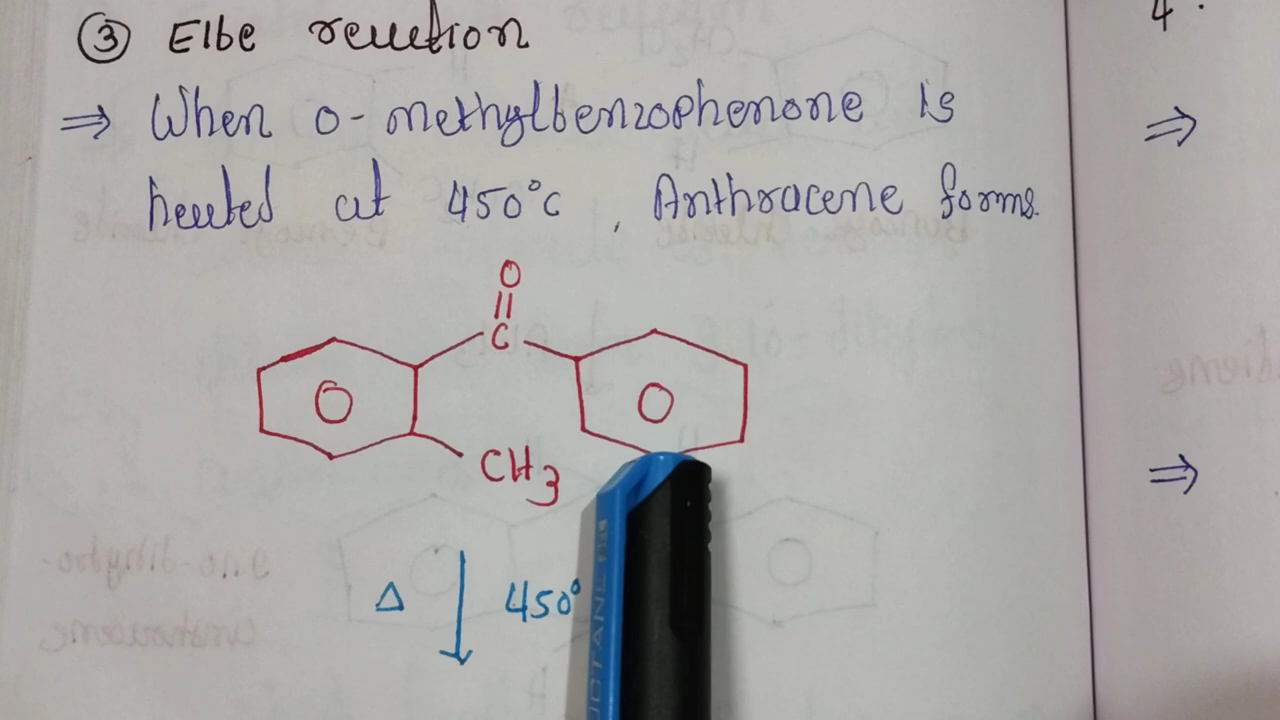 ③ Elbe reaction
⇒ When o-methylbenzophenone is
heated at 450°C, Anthracene forms.
O
C
CH3
Δ 450°
4.
⇒
⇒